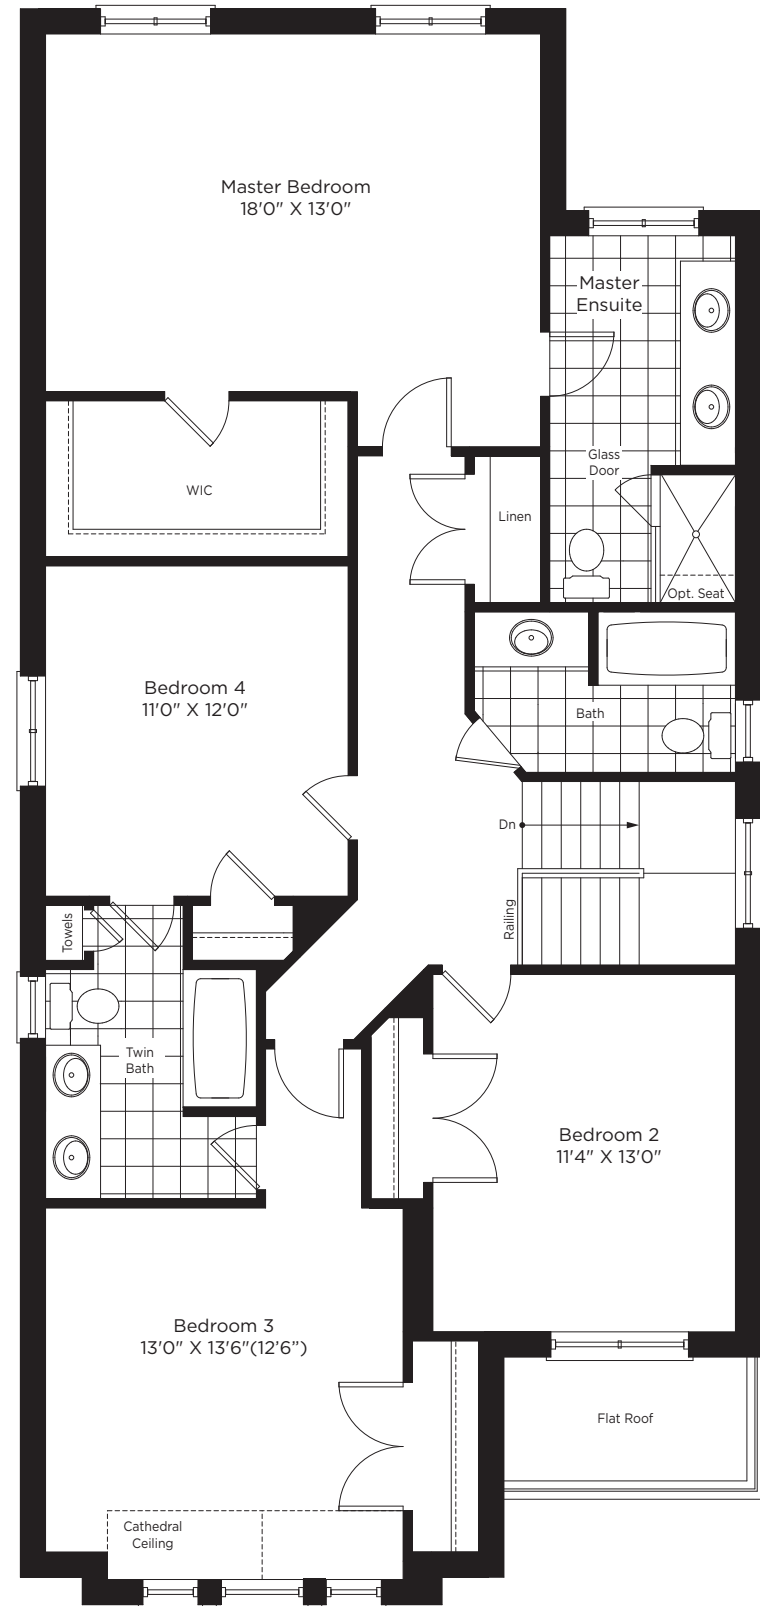 Master Bedroom
18'0" X 13'0"
Master
Ensuite
Glass
Door
WIC
Linen
Opt. Seat
Bedroom 4
11'0" X 12'0"
Bath
Dn
Railing
Towels
Twin
Bath
Bedroom 2
11'4" X 13'0"
Bedroom 3
13'0" X 13'6"(12’6”)
Flat Roof
Cathedral
Ceiling